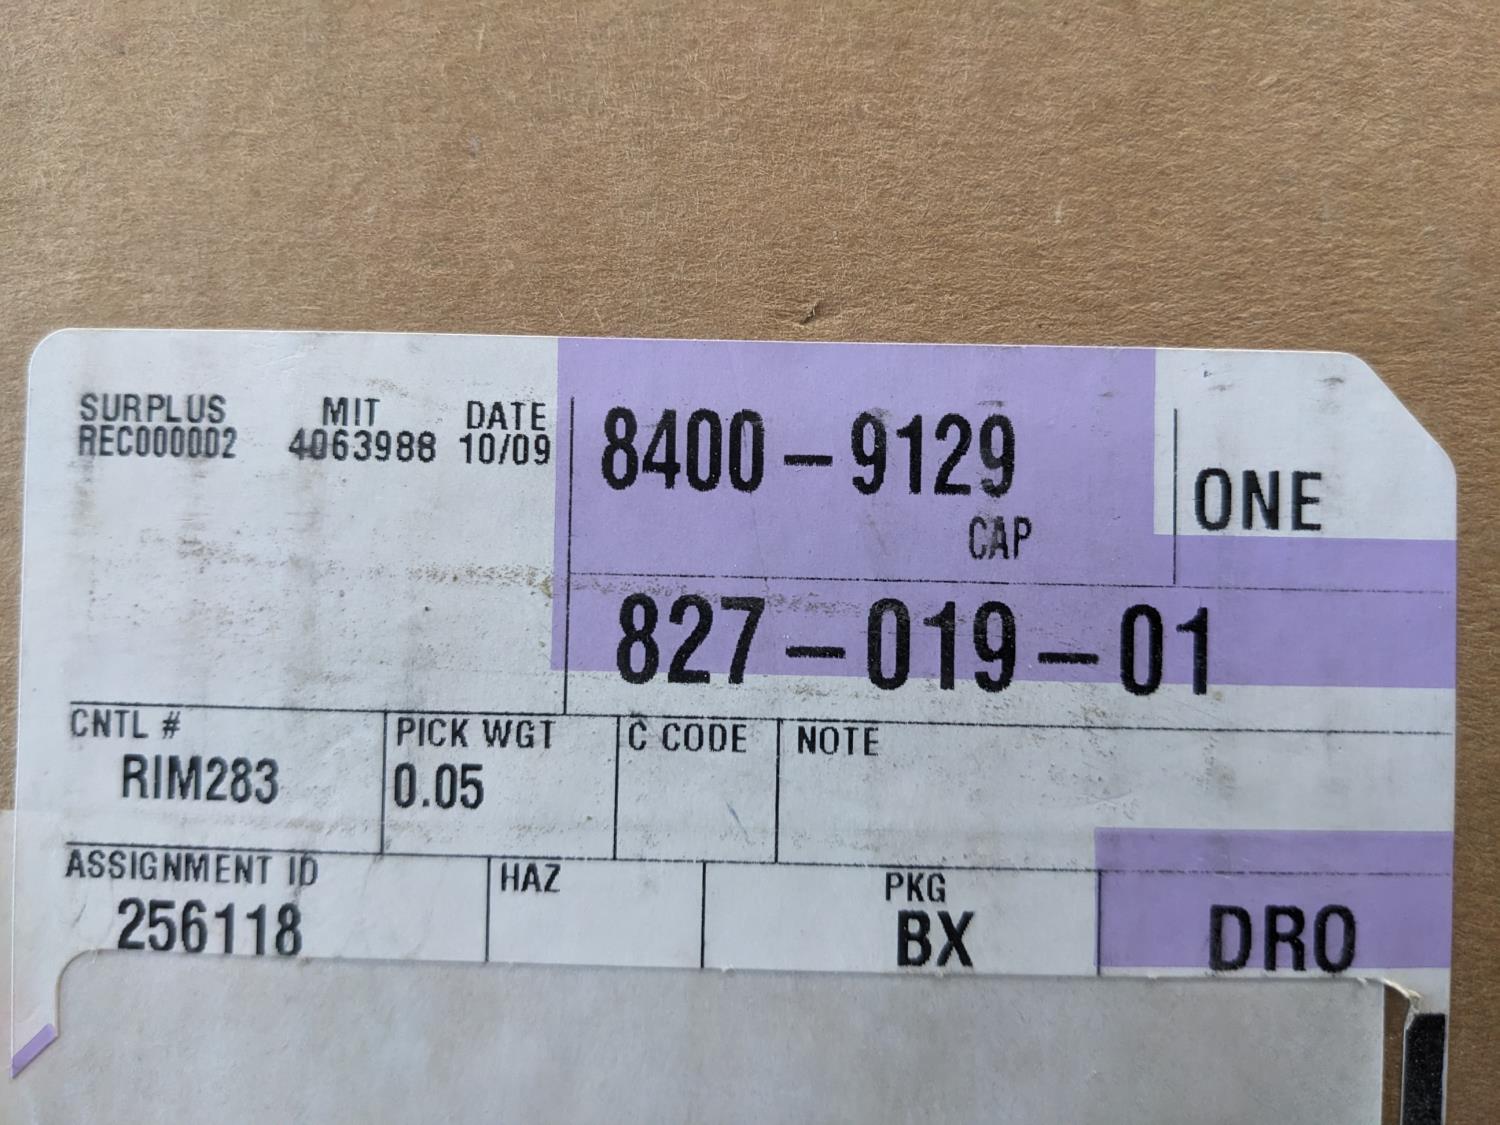 SURPLUS MIT DATE
REC000002 4063988 10/09
8400-9129
CAP
ONE
827-019-01
CNTL # PICK WGT C CODE NOTE
RIM283 0.05
ASSIGNMENT ID HAZ PKG
256118 BX DRO